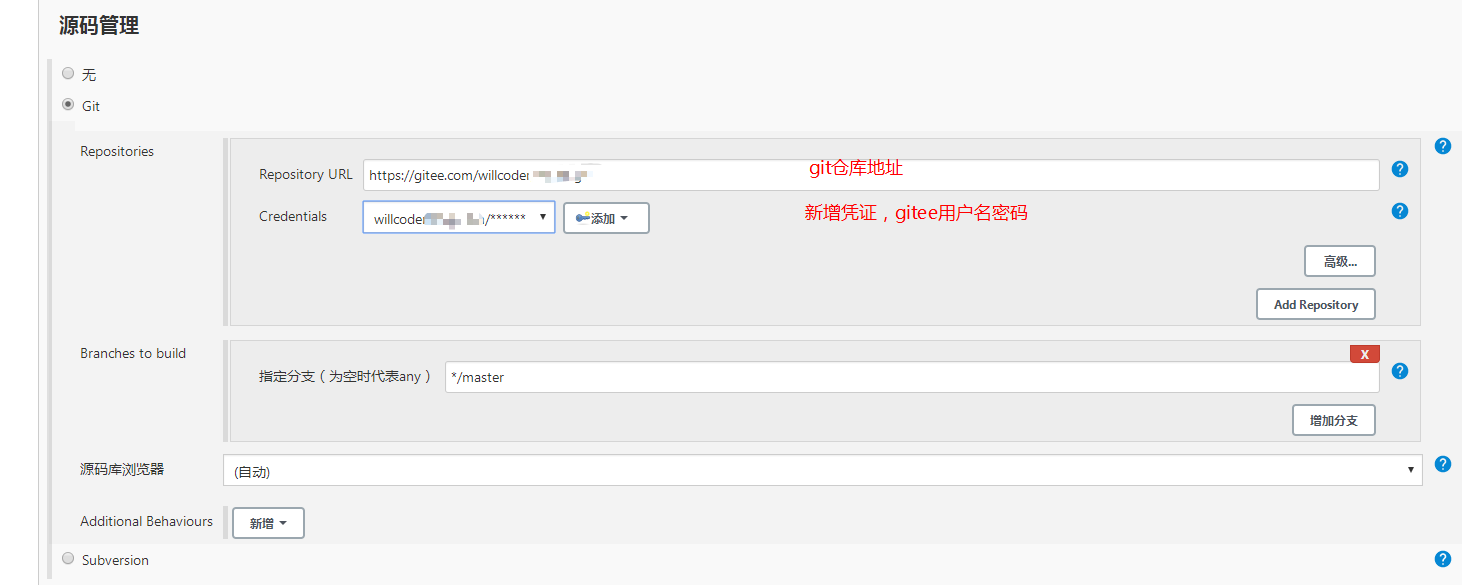 源码管理
无
Git
Repositories
Repository URL https://gitee.com/willcoder git仓库地址
Credentials willcoder /****** 添加 新增凭证，gitee用户名密码
高级...
Add Repository
Branches to build
X
指定分支（为空时代表any） */master
增加分支
源码库浏览器 (自动)
Additional Behaviours 新增
Subversion